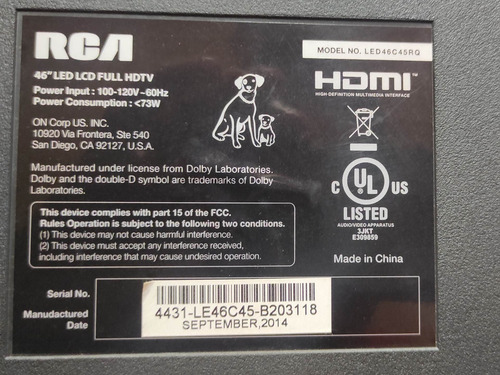 RCA
MODEL NO. LED46C45RQ
46" LED LCD FULL HDTV
Power Input : 100-120V~60Hz
Power Consumption : <73W
HDMI
HIGH-DEFINITION MULTIMEDIA INTERFACE
ON Corp US. INC.
10920 Via Frontera, Ste 540
San Diego, CA 92127, U.S.A.
Manufactured under license from Dolby Laboratories.
Dolby and the double-D symbol are trademarks of Dolby
Laboratories.
C UL US
LISTED
AUDIO/VIDEO APPARATUS
3JKT
E309859
This device complies with part 15 of the FCC.
Rules Operation is subject to the following two conditions.
(1) This device may not cause harmful interference.
(2) This device must accept any interference received,
including interference that may cause undesired operation.
Made in China
Serial No.
4431-LE46C45-B203118
Manufactured
Date
SEPTEMBER,2014